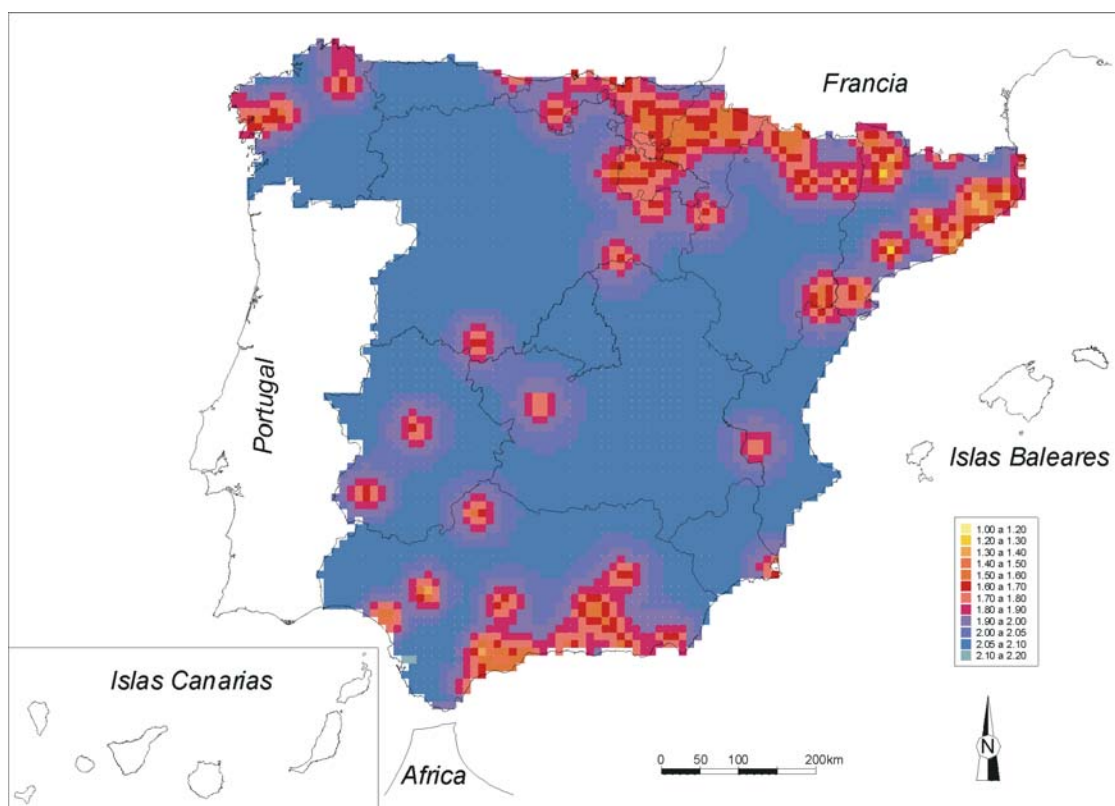 Francia
Portugal
Islas Baleares
1.00 a 1.20
1.20 a 1.30
1.30 a 1.40
1.40 a 1.50
1.50 a 1.60
1.60 a 1.70
1.70 a 1.80
1.80 a 1.90
1.90 a 2.00
2.00 a 2.05
2.05 a 2.10
2.10 a 2.20
Islas Canarias
Africa
0 50 100 200km
N